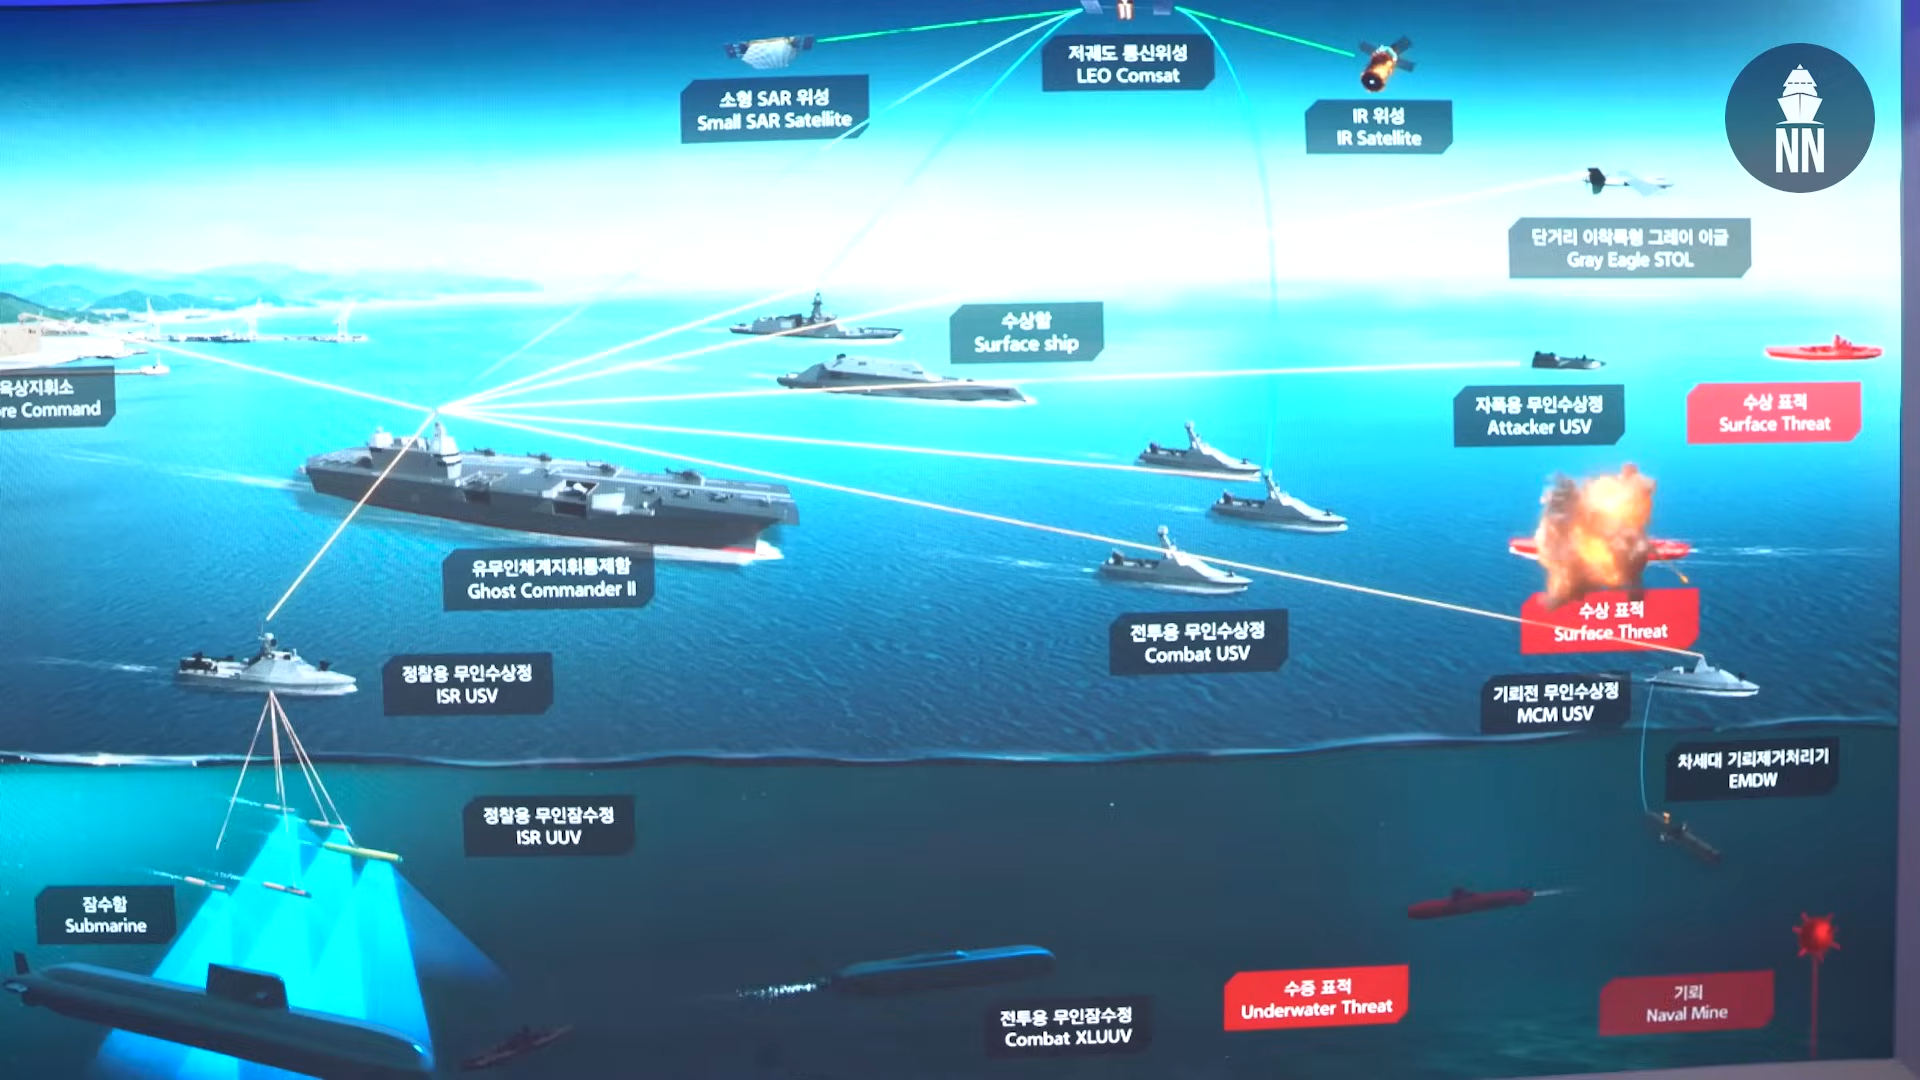 저궤도 통신위성
LEO Comsat
소형 SAR 위성
Small SAR Satellite
IR 위성
IR Satellite
NN
단거리 이착륙형 그레이 이글
Gray Eagle STOL
수상함
Surface ship
육상지휘소
re Command
자폭용 무인수상정
Attacker USV
수상 표적
Surface Threat
유무인체계지휘통제함
Ghost Commander II
수상 표적
Surface Threat
전투용 무인수상정
Combat USV
정찰용 무인수상정
ISR USV
기뢰전 무인수상정
MCM USV
차세대 기뢰제거처리기
EMDW
정찰용 무인잠수정
ISR UUV
잠수함
Submarine
수중 표적
Underwater Threat
기뢰
Naval Mine
전투용 무인잠수정
Combat XLUUV